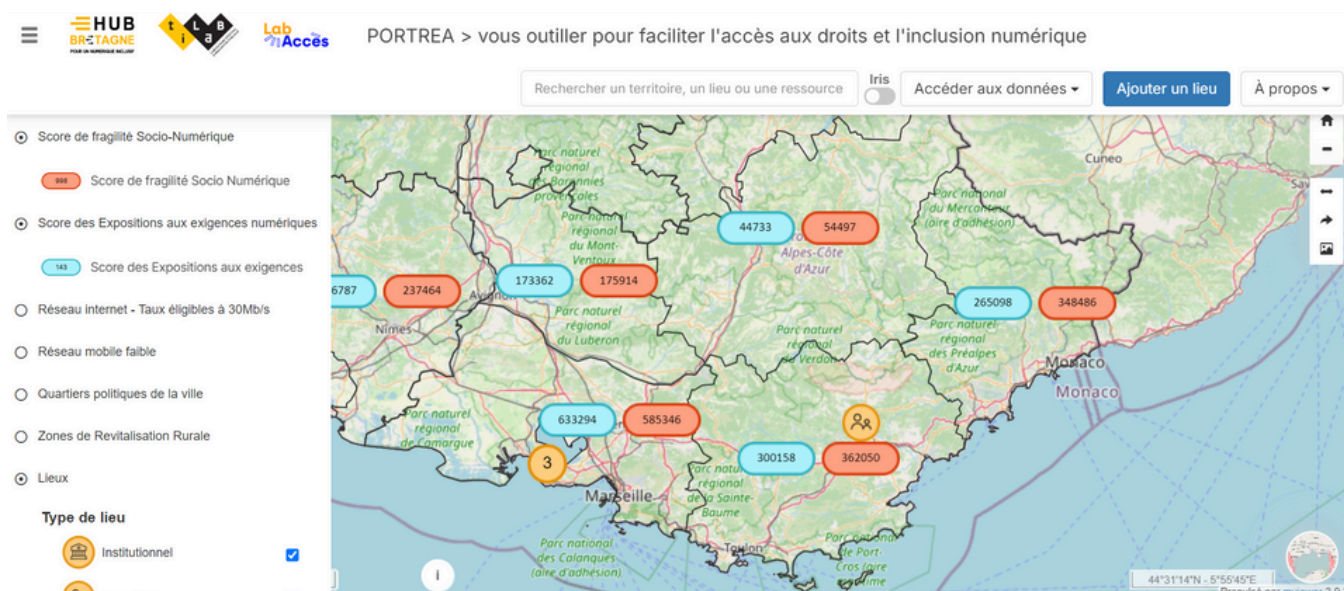 HUB
BRETAGNE
POUR UN NUMERIQUE INCLUSIF
tiLAB
Lab
Accès
PORTREA > vous outiller pour faciliter l'accès aux droits et l'inclusion numérique
Rechercher un territoire, un lieu ou une ressource
Iris
Accéder aux données
Ajouter un lieu
À propos
Score de fragilité Socio-Numérique
998 Score de fragilité Socio Numérique
Score des Expositions aux exigences numériques
143 Score des Expositions aux exigences
Réseau internet - Taux éligibles à 30Mb/s
Réseau mobile faible
Quartiers politiques de la ville
Zones de Revitalisation Rurale
Lieux
Type de lieu
Institutionnel
Parc naturel
régional
des Baronnies
provençales
Cuneo
Parc national
du Mercantour
(aire d'adhésion)
44733
54497
Alpes-Côte
d'Azur
Parc naturel
régional
du Mont-
Ventoux
6787
237464
173362
175914
Avignon
Nîmes
Parc naturel
régional
du Luberon
265098
348486
Parc naturel
régional
du Verdon
Parc naturel
régional
des Préalpes
d'Azur
Monaco
Monaco
Parc naturel
régional
de Camargue
633294
585346
3
300158
362050
Marseille
Parc naturel
régional
de la Sainte-
Baume
Toulon
Parc national
des Calanques
(aire d'adhésion)
Parc national
de Port-
Cros (aire
i
44°31'14"N - 5°55'45"E